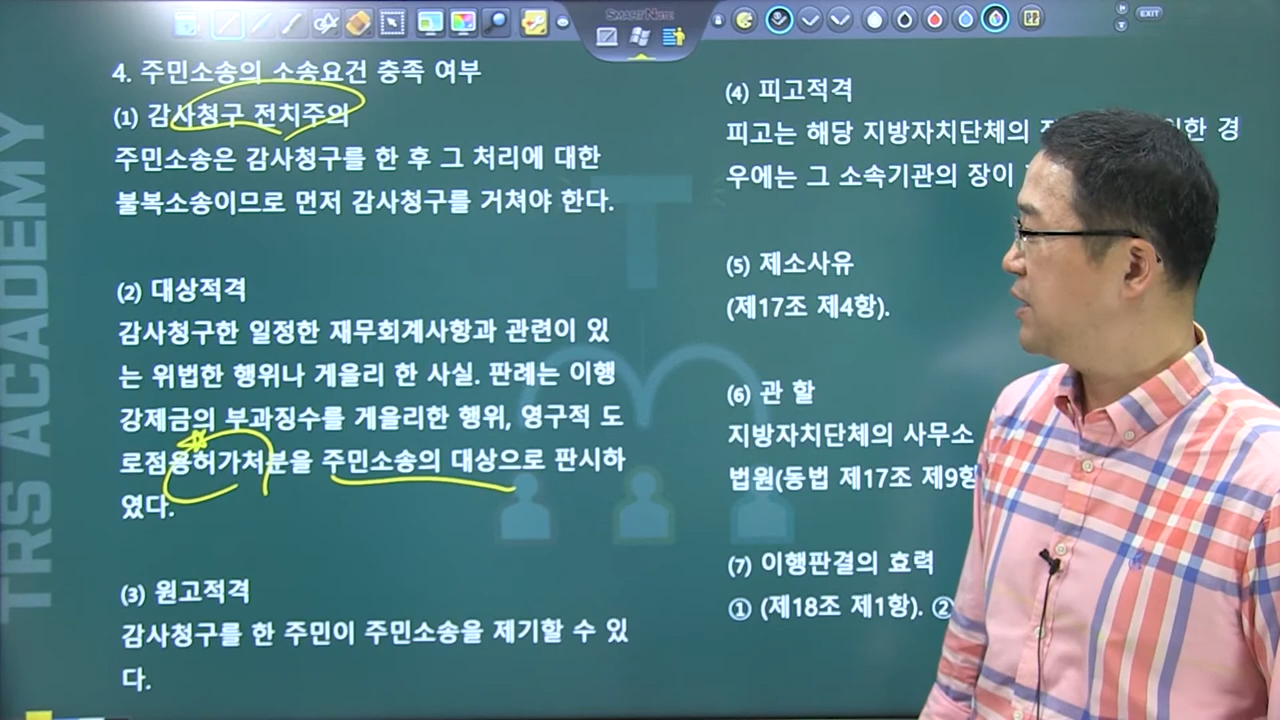 SMARTNOTE
EXIT
TRS ACADEMY
4. 주민소송의 소송요건 충족 여부
(1) 감사청구 전치주의
주민소송은 감사청구를 한 후 그 처리에 대한
불복소송이므로 먼저 감사청구를 거쳐야 한다.
(2) 대상적격
감사청구한 일정한 재무회계사항과 관련이 있
는 위법한 행위나 게을리 한 사실. 판례는 이행
강제금의 부과징수를 게을리한 행위, 영구적 도
로점용허가처분을 주민소송의 대상으로 판시하
였다.
(3) 원고적격
감사청구를 한 주민이 주민소송을 제기할 수 있
다.
(4) 피고적격
피고는 해당 지방자치단체의 경
우에는 그 소속기관의 장이
(5) 제소사유
(제17조 제4항).
(6) 관 할
지방자치단체의 사무소
법원(동법 제17조 제9항
(7) 이행판결의 효력
① (제18조 제1항). ②